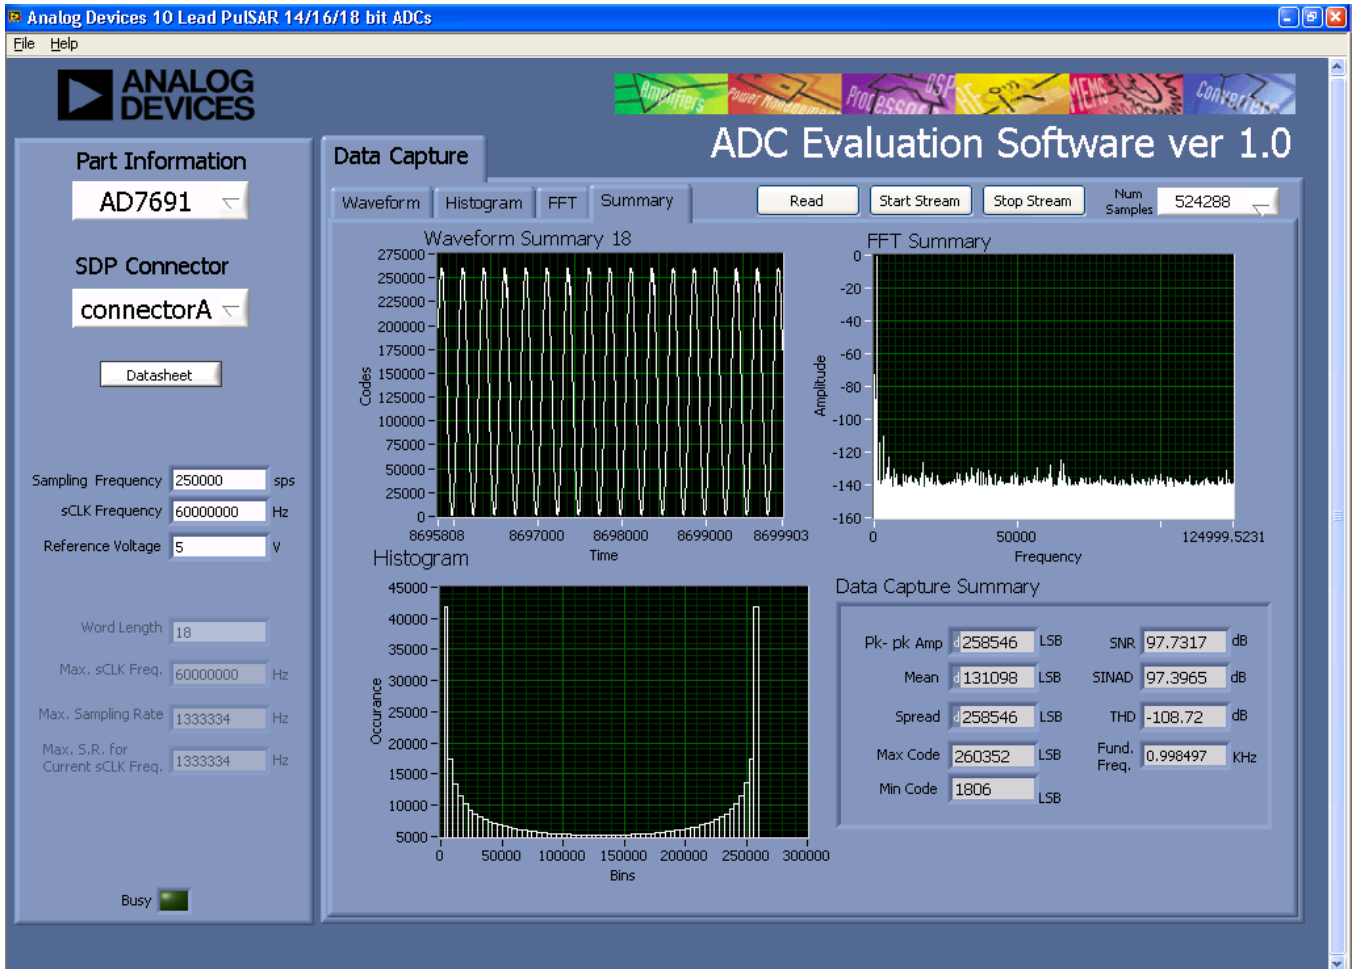 Analog Devices 10 Lead PulSAR 14/16/18 bit ADCs
File Help
ANALOG
DEVICES
Amplifiers Power Management Processors DSP RF MEMS Converters
ADC Evaluation Software ver 1.0
Part Information
AD7691
SDP Connector
connectorA
Datasheet
Sampling Frequency 250000 sps
sCLK Frequency 60000000 Hz
Reference Voltage 5 V
Word Length 18
Max. sCLK Freq. 60000000 Hz
Max. Sampling Rate 1333334 Hz
Max. S.R. for
Current sCLK Freq. 1333334 Hz
Busy
Data Capture
Waveform Histogram FFT Summary
Read Start Stream Stop Stream
Num
Samples 524288
Waveform Summary 18
275000
250000
225000
200000
175000
150000
125000
100000
75000
50000
25000
0
Codes
8695808 8697000 8698000 8699000 8699903
Time
FFT Summary
0
-20
-40
-60
-80
-100
-120
-140
-160
Amplitude
0 50000 124999.5231
Frequency
Histogram
45000
40000
35000
30000
25000
20000
15000
10000
5000
Occurance
0 50000 100000 150000 200000 250000 300000
Bins
Data Capture Summary
Pk- pk Amp d 258546 LSB
Mean d 131098 LSB
Spread d 258546 LSB
Max Code 260352 LSB
Min Code 1806 LSB
SNR 97.7317 dB
SINAD 97.3965 dB
THD -108.72 dB
Fund.
Freq. 0.998497 KHz